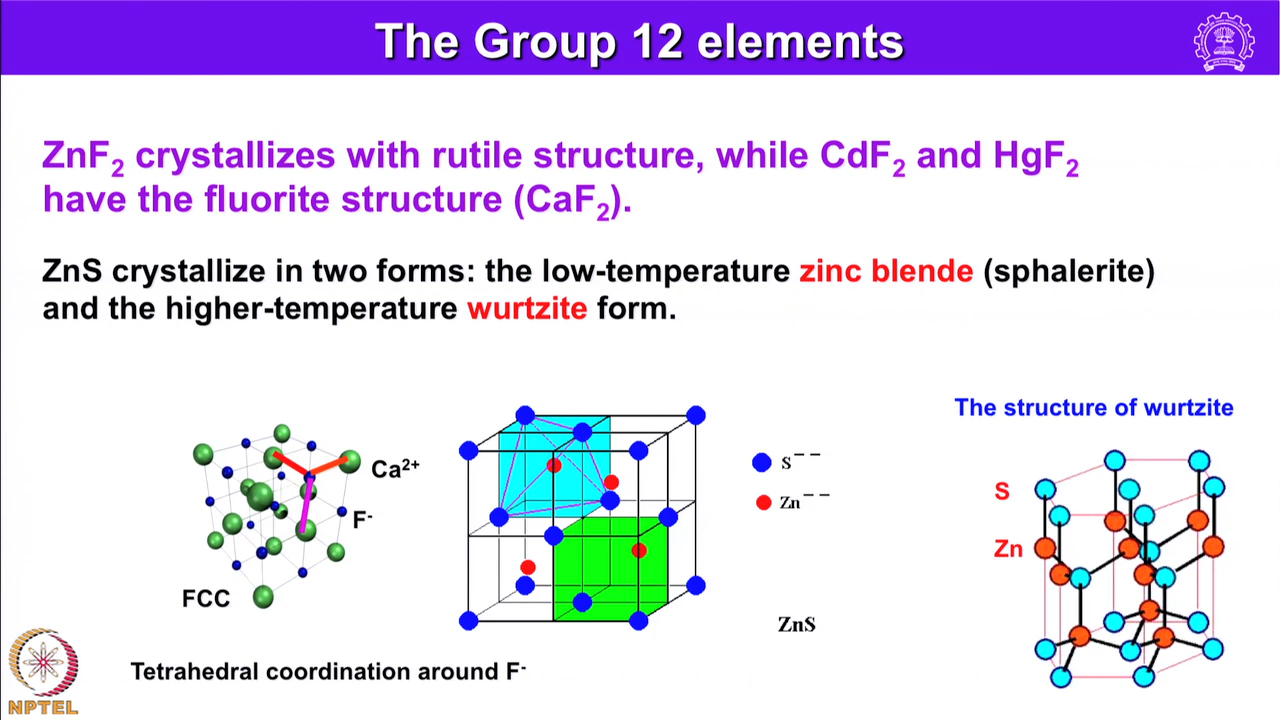 The Group 12 elements
ZnF₂ crystallizes with rutile structure, while CdF₂ and HgF₂
have the fluorite structure (CaF₂).
ZnS crystallize in two forms: the low-temperature zinc blende (sphalerite)
and the higher-temperature wurtzite form.
The structure of wurtzite
Ca²⁺
F⁻
FCC
S⁻⁻
Zn⁻⁻
ZnS
S
Zn
Tetrahedral coordination around F⁻
NPTEL